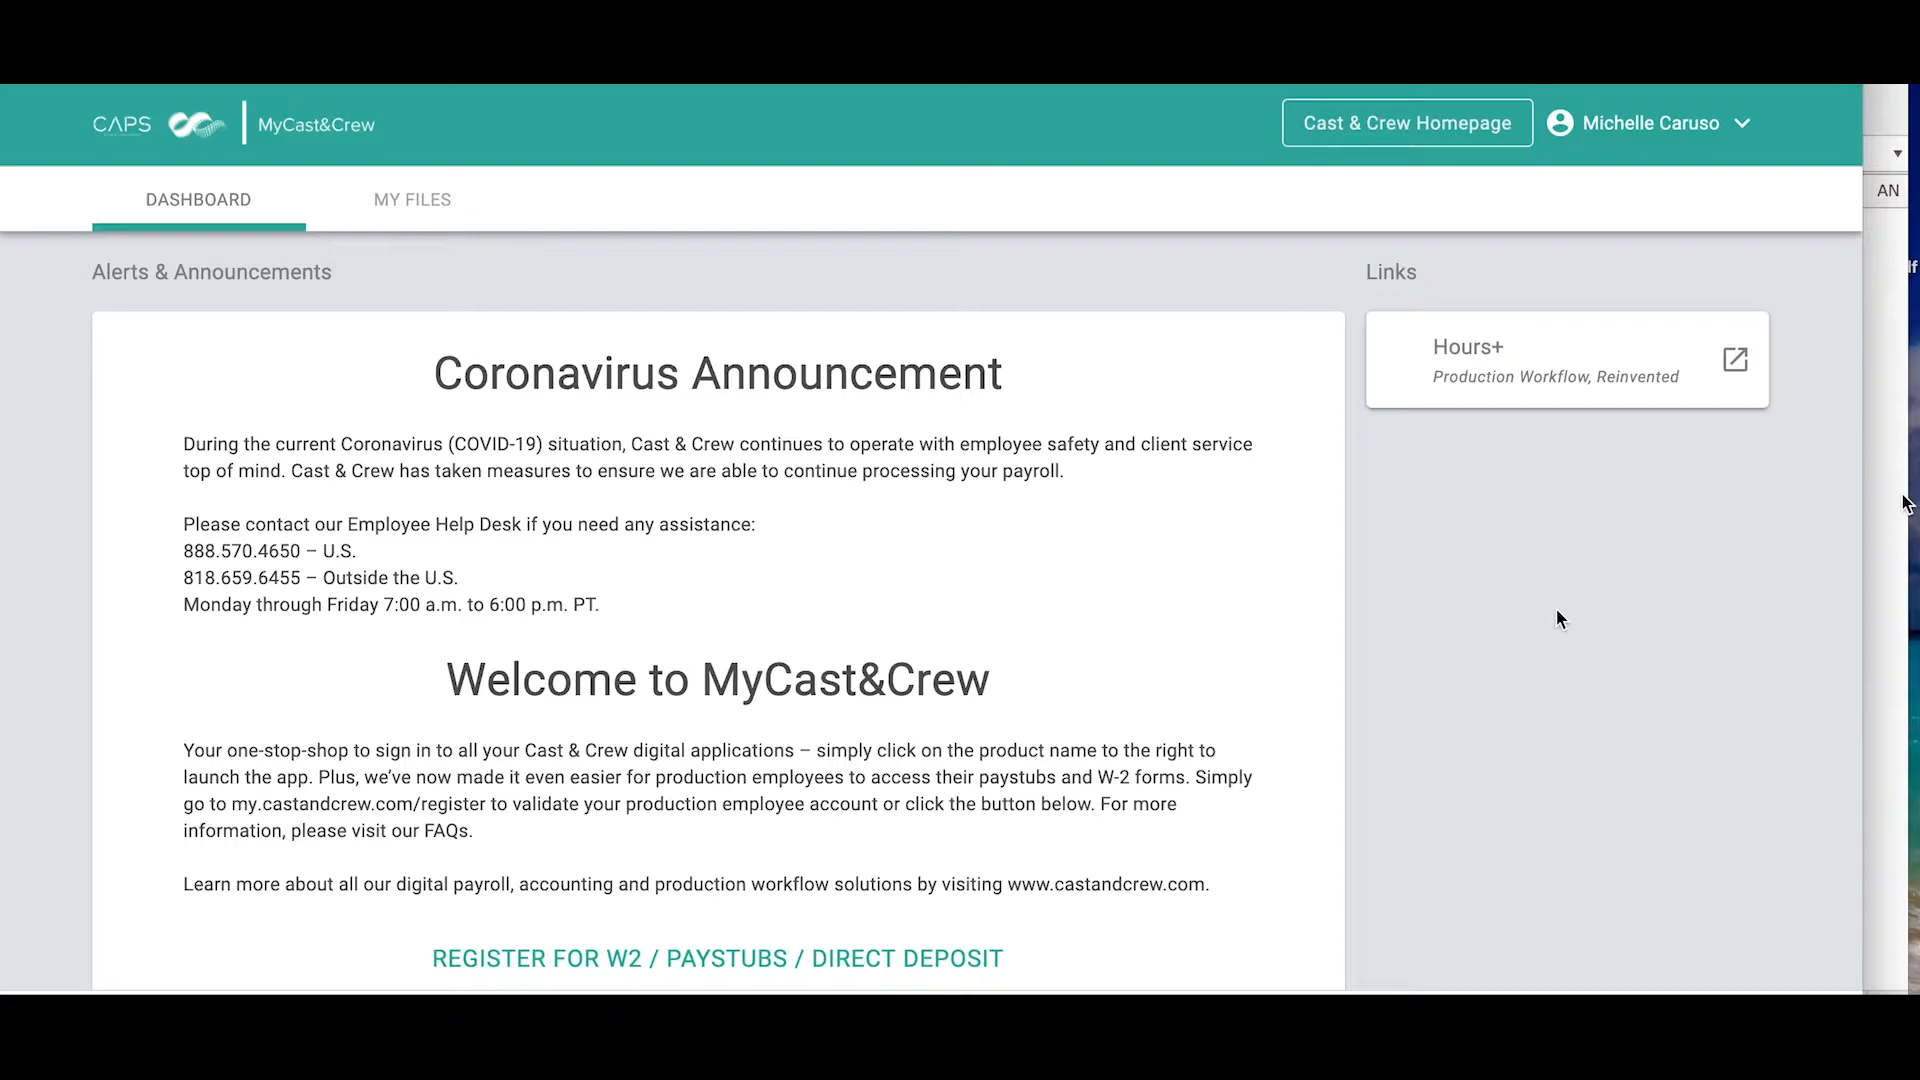 CAPS
MyCast&Crew
Cast & Crew Homepage
Michelle Caruso
DASHBOARD
MY FILES
AN
Alerts & Announcements
Links
Coronavirus Announcement
During the current Coronavirus (COVID-19) situation, Cast & Crew continues to operate with employee safety and client service
top of mind. Cast & Crew has taken measures to ensure we are able to continue processing your payroll.
Please contact our Employee Help Desk if you need any assistance:
888.570.4650 – U.S.
818.659.6455 – Outside the U.S.
Monday through Friday 7:00 a.m. to 6:00 p.m. PT.
Welcome to MyCast&Crew
Your one-stop-shop to sign in to all your Cast & Crew digital applications – simply click on the product name to the right to
launch the app. Plus, we’ve now made it even easier for production employees to access their paystubs and W-2 forms. Simply
go to my.castandcrew.com/register to validate your production employee account or click the button below. For more
information, please visit our FAQs.
Learn more about all our digital payroll, accounting and production workflow solutions by visiting www.castandcrew.com.
REGISTER FOR W2 / PAYSTUBS / DIRECT DEPOSIT
Hours+
Production Workflow, Reinvented